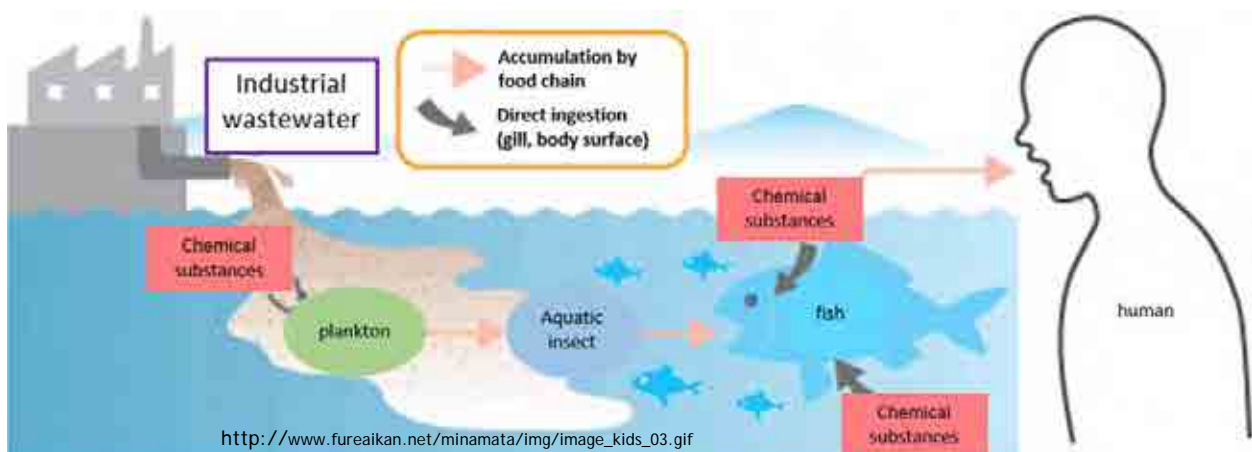 Industrial
wastewater
Accumulation by
food chain
Direct ingestion
(gill, body surface)
Chemical
substances
Chemical
substances
plankton
Aquatic
insect
fish
human
Chemical
substances
http://www.fureaikan.net/minamata/img/image_kids_03.gif